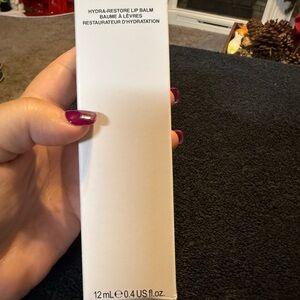 HYDRA-RESTORE LIP BALM
BAUME À LÈVRES
RESTAURATEUR D'HYDRATATION
12 mL ℮ 0.4 US fl.oz.